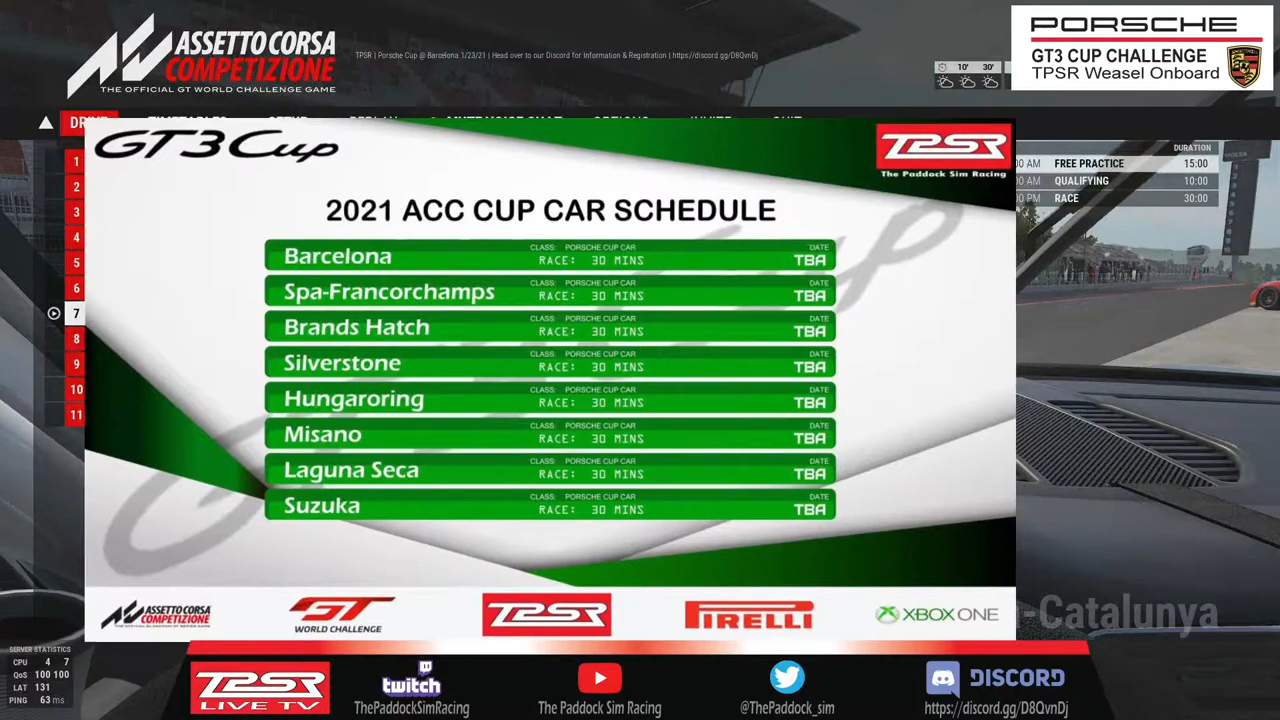 ASSETTO CORSA
COMPETIZIONE
THE OFFICIAL GT WORLD CHALLENGE GAME
TPSR | Porsche Cup @ Barcelona 1/23/21 | Head over to our Discord for Information & Registration | https://discord.gg/D8QvnDj
10' 30'
PORSCHE
GT3 CUP CHALLENGE
TPSR Weasel Onboard
DRIVE
DURATION
FREE PRACTICE 15:00
QUALIFYING 10:00
RACE 30:00
1
2
3
4
5
6
7
8
9
10
11
GT3 Cup
TPSR
The Paddock Sim Racing
2021 ACC CUP CAR SCHEDULE
Barcelona CLASS: PORSCHE CUP CAR RACE: 30 MINS DATE TBA
Spa-Francorchamps CLASS: PORSCHE CUP CAR RACE: 30 MINS DATE TBA
Brands Hatch CLASS: PORSCHE CUP CAR RACE: 30 MINS DATE TBA
Silverstone CLASS: PORSCHE CUP CAR RACE: 30 MINS DATE TBA
Hungaroring CLASS: PORSCHE CUP CAR RACE: 30 MINS DATE TBA
Misano CLASS: PORSCHE CUP CAR RACE: 30 MINS DATE TBA
Laguna Seca CLASS: PORSCHE CUP CAR RACE: 30 MINS DATE TBA
Suzuka CLASS: PORSCHE CUP CAR RACE: 30 MINS DATE TBA
ASSETTO CORSA
COMPETIZIONE
GT
WORLD CHALLENGE
TPSR
PIRELLI
XBOX ONE
-Catalunya
SERVER STATISTICS
CPU 4 7
QoS 100 100
LAT 131
PING 63 ms
TPSR
LIVE TV
twitch
ThePaddockSimRacing
The Paddock Sim Racing
@ThePaddock_sim
DISCORD
https://discord.gg/D8QvnDj